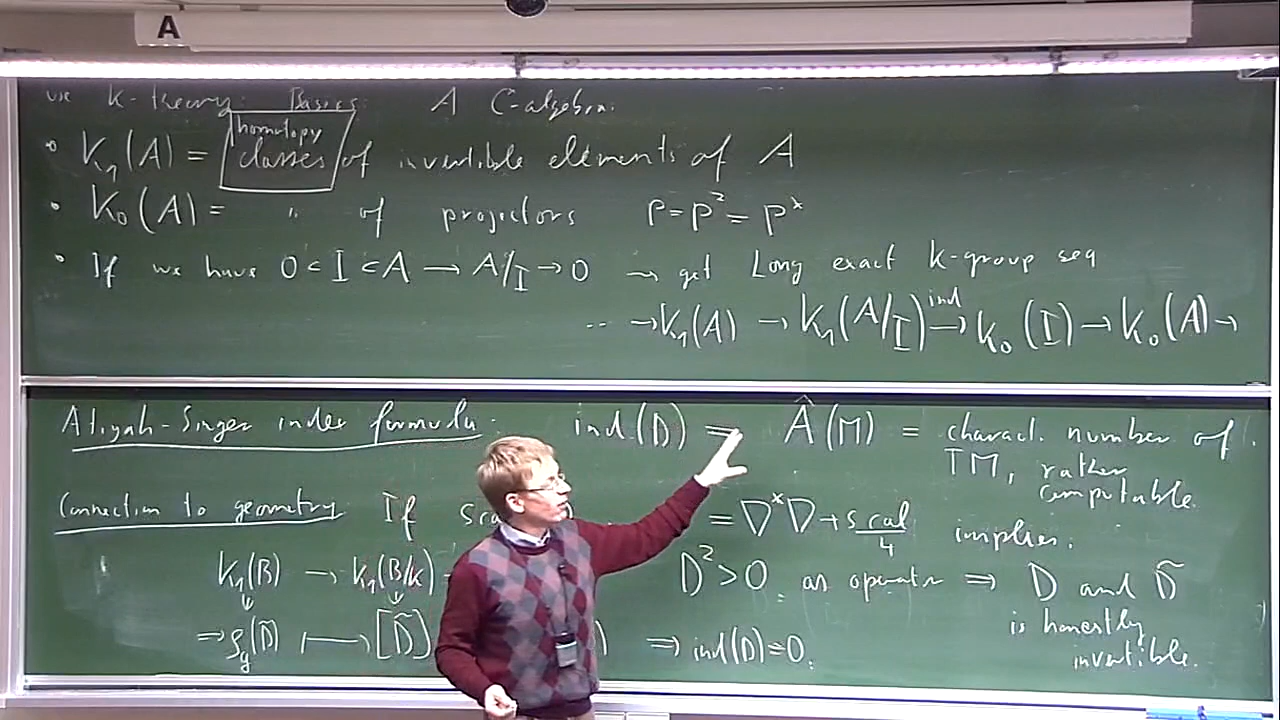 A
use K-theory: Basics: A C-algebra:
• K₁(A) = homotopy classes of invertible elements of A
• K₀(A) = " of projectors P = P² = P*
• If we have 0 < I < A → A/I → 0 → get Long exact K-group seq
·· → K₁(A) → K₁(A/I) ind→ K₀(I) → K₀(A) →
Atiyah-Singer index formula: ind(D) = Â(M) = charact. number of
TM, rather
computable.
Connection to geometry If scal = ∇*∇ + scal/4 implies:
K₁(B) → K₁(B/K) D² > 0 as operator ⇒ D and D̃
is honestly
invertible.
⇒ ρg(D) ↦ [D̃] ⇒ ind(D) = 0.